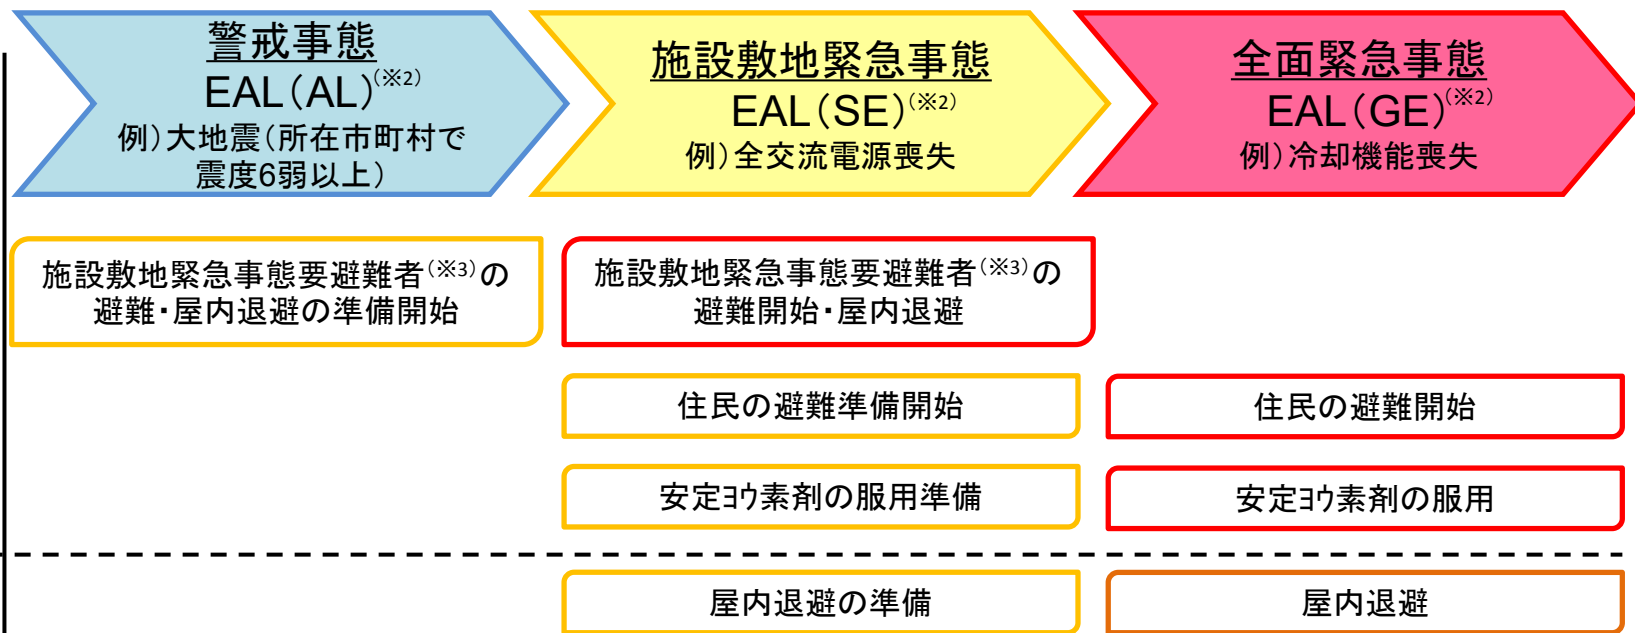 警戒事態
EAL(AL)(※2)
例)大地震(所在市町村で
震度6弱以上)
施設敷地緊急事態
EAL(SE)(※2)
例)全交流電源喪失
全面緊急事態
EAL(GE)(※2)
例)冷却機能喪失
施設敷地緊急事態要避難者(※3)の
避難・屋内退避の準備開始
施設敷地緊急事態要避難者(※3)の
避難開始・屋内退避
住民の避難準備開始
住民の避難開始
安定ﾖｳ素剤の服用準備
安定ﾖｳ素剤の服用
屋内退避の準備
屋内退避